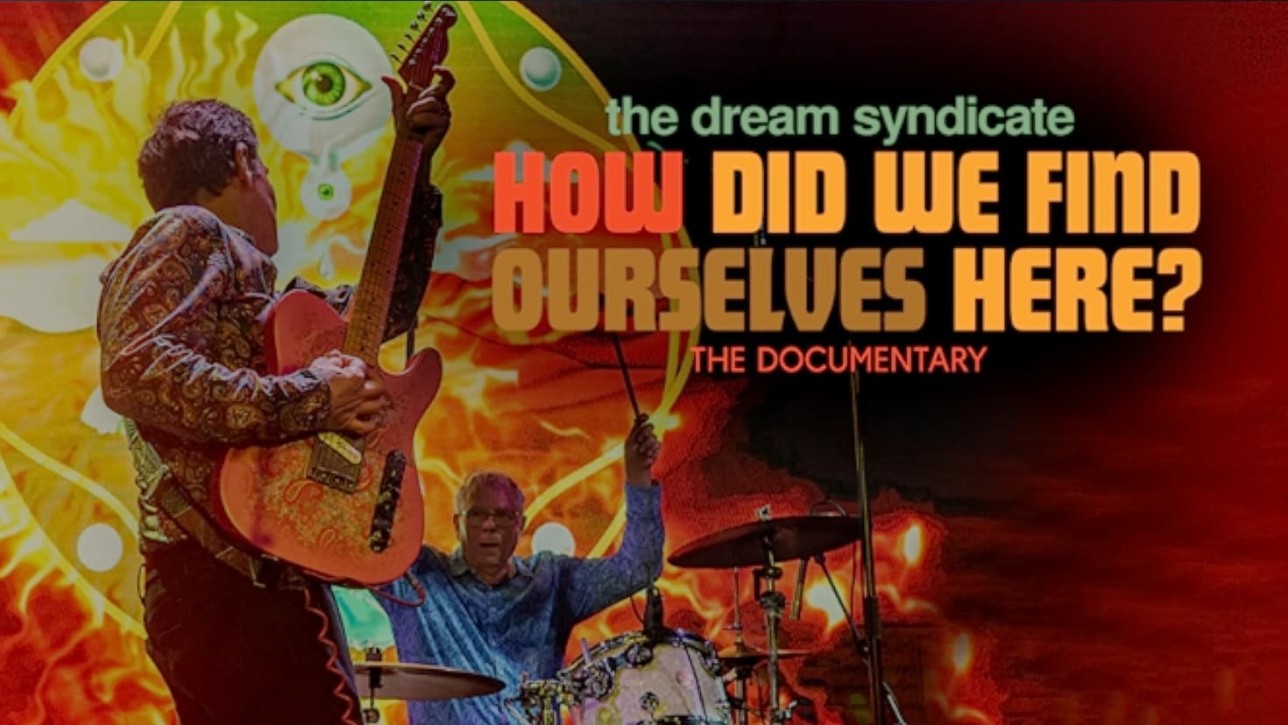 the dream syndicate
HOW DID WE FIND
OURSELVES HERE?
THE DOCUMENTARY